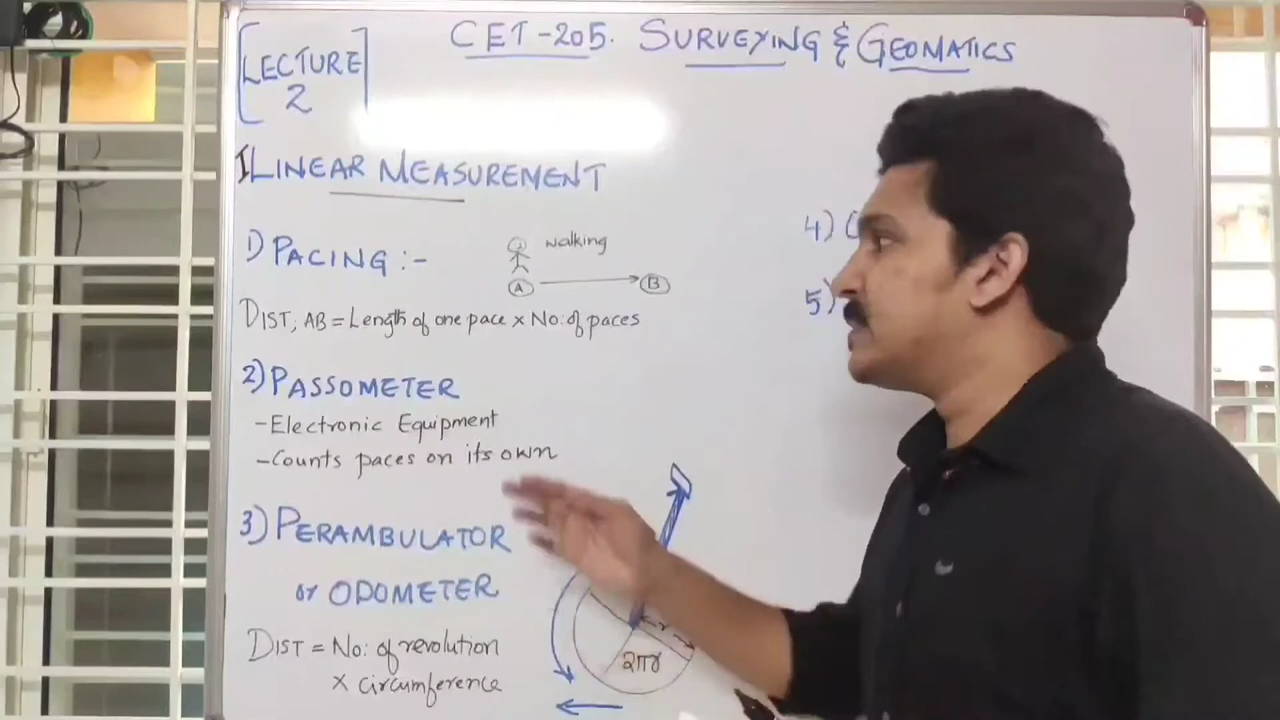 LECTURE
2
CET-205. SURVEYING & GEOMATICS
I LINEAR MEASUREMENT
1) PACING :-
walking
A
B
DIST, AB = Length of one pace x No: of paces
2) PASSOMETER
- Electronic Equipment
- Counts paces on its own
3) PERAMBULATOR
or ODOMETER
DIST = No: of revolution
x circumference
r
2πr
4)
5)